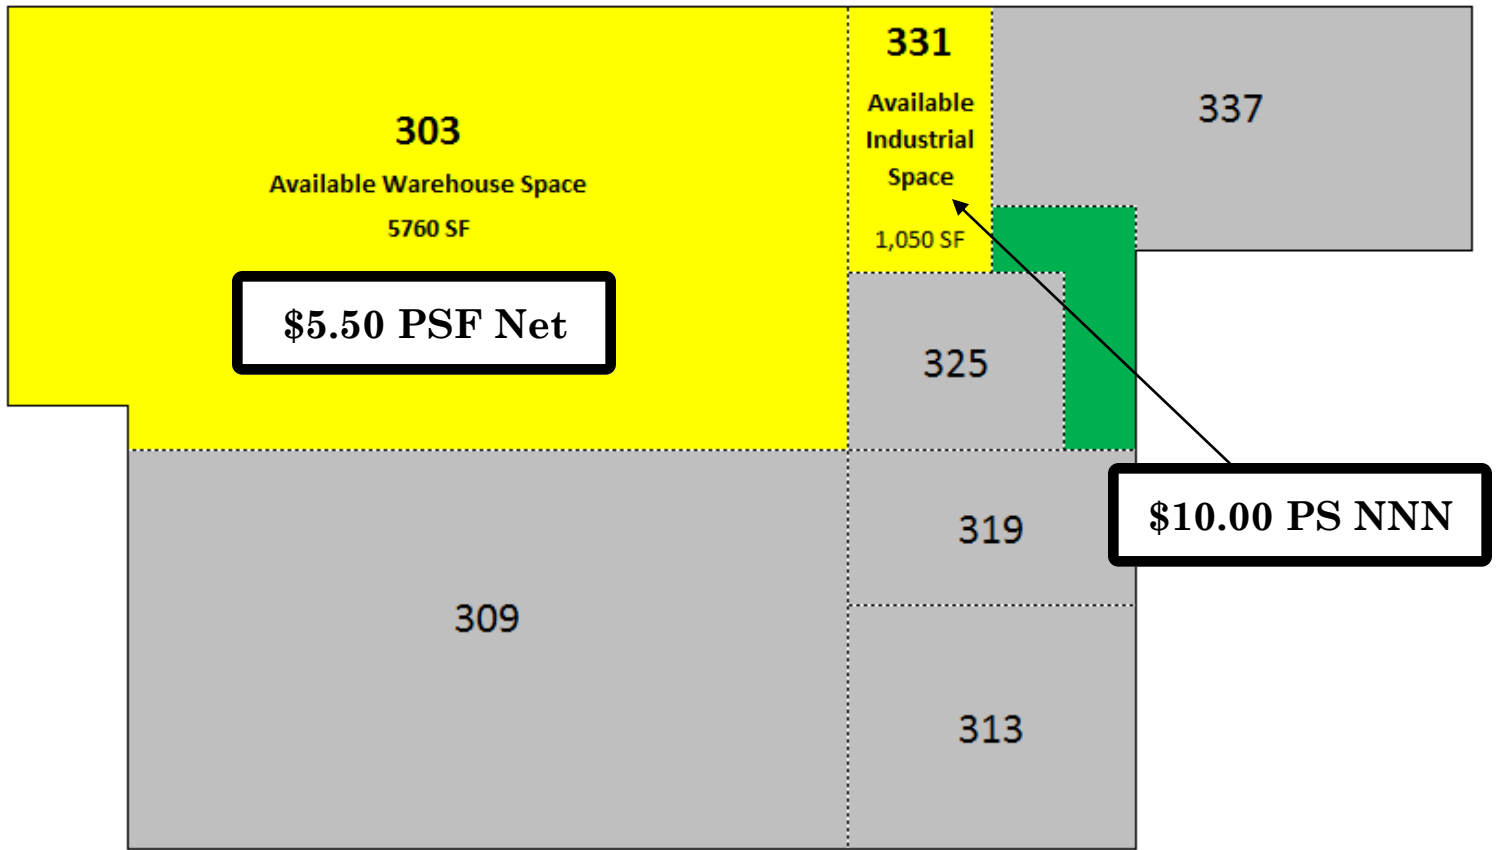 303
Available Warehouse Space
5760 SF
$5.50 PSF Net
331
Available
Industrial
Space
1,050 SF
337
325
$10.00 PS NNN
319
309
313